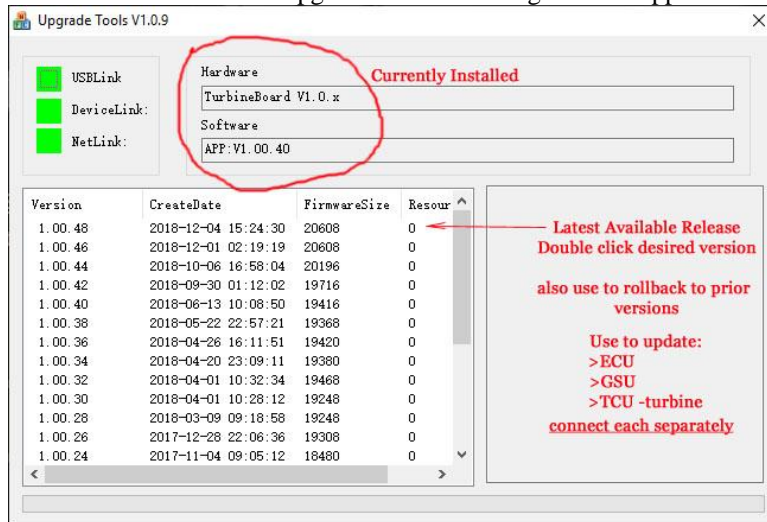 Upgrade Tools V1.0.9
USBLink
DeviceLink:
NetLink:
Hardware
TurbineBoard V1.0.x
Software
APP:V1.00.40
Currently Installed
Version CreateDate FirmwareSize Resour
1.00.48 2018-12-04 15:24:30 20608 0
1.00.46 2018-12-01 02:19:19 20608 0
1.00.44 2018-10-06 16:58:04 20196 0
1.00.42 2018-09-30 01:12:02 19716 0
1.00.40 2018-06-13 10:08:50 19416 0
1.00.38 2018-05-22 22:57:21 19368 0
1.00.36 2018-04-26 16:11:51 19420 0
1.00.34 2018-04-20 23:09:11 19380 0
1.00.32 2018-04-01 10:32:34 19468 0
1.00.30 2018-04-01 10:28:12 19248 0
1.00.28 2018-03-09 09:18:58 19248 0
1.00.26 2017-12-28 22:06:36 19308 0
1.00.24 2017-11-04 09:05:12 18480 0
Latest Available Release
Double click desired version
also use to rollback to prior
versions
Use to update:
>ECU
>GSU
>TCU -turbine
connect each separately